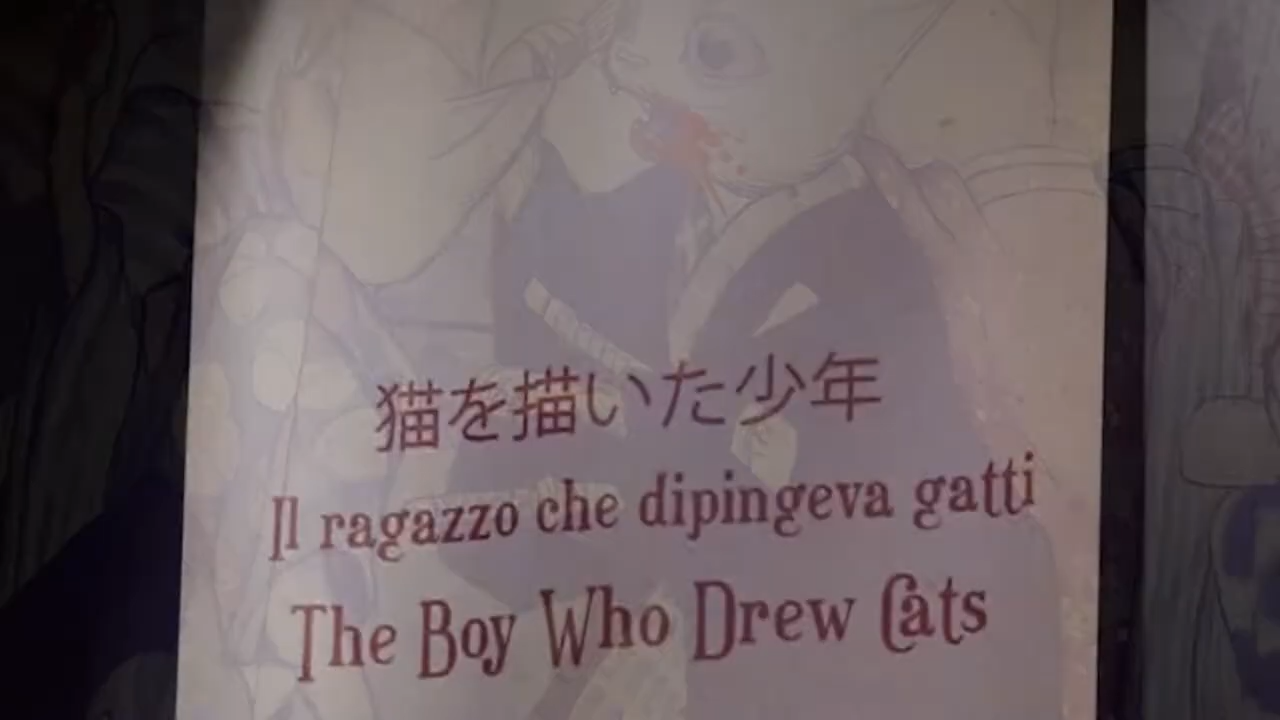 猫を描いた少年
Il ragazzo che dipingeva gatti
The Boy Who Drew Cats